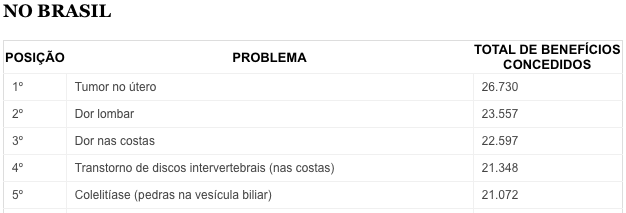 NO BRASIL
POSIÇÃO PROBLEMA TOTAL DE BENEFÍCIOS
CONCEDIDOS
1º Tumor no útero 26.730
2º Dor lombar 23.557
3º Dor nas costas 22.597
4º Transtorno de discos intervertebrais (nas costas) 21.348
5º Colelitíase (pedras na vesícula biliar) 21.072